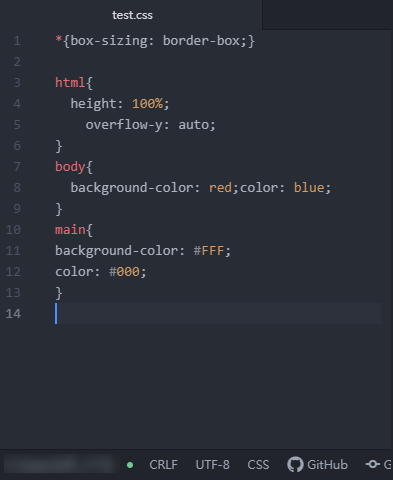 test.css
1 *{box-sizing: border-box;}
2
3 html{
4   height: 100%;
5     overflow-y: auto;
6 }
7 body{
8   background-color: red;color: blue;
9 }
10 main{
11 background-color: #FFF;
12 color: #000;
13 }
14
CRLF UTF-8 CSS GitHub G